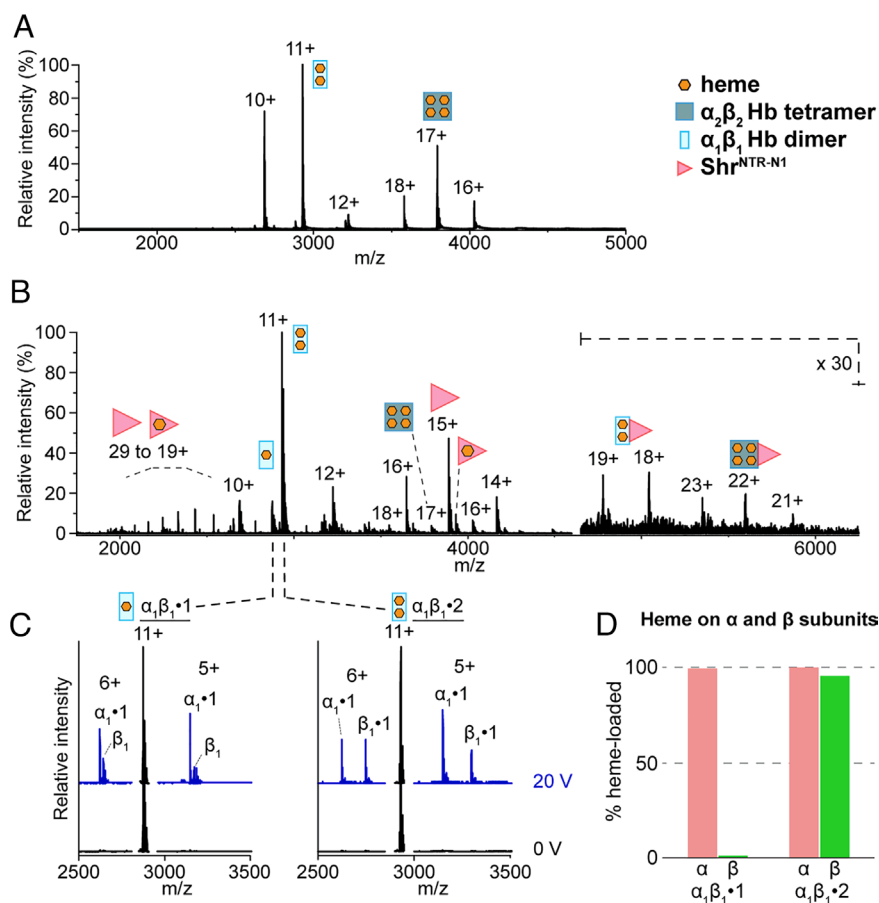 A
Relative intensity (%)
100
80
60
40
20
0
10+
11+
12+
18+
17+
16+
2000
3000
4000
5000
m/z
heme
α₂β₂ Hb tetramer
α₁β₁ Hb dimer
Shr^NTR-N1
B
Relative intensity (%)
100
80
60
40
20
0
29 to 19+
10+
11+
12+
18+
16+
17+
15+
16+
14+
x 30
19+
18+
23+
22+
21+
2000
4000
6000
m/z
C
Relative intensity
α₁β₁•1
11+
6+
α₁•1
β₁
5+
α₁•1
β₁
2500
3000
3500
m/z
α₁β₁•2
11+
6+
α₁•1
β₁•1
5+
α₁•1
β₁•1
20 V
0 V
2500
3000
3500
m/z
D
Heme on α and β subunits
% heme-loaded
100
50
0
α β α β
α₁β₁•1 α₁β₁•2